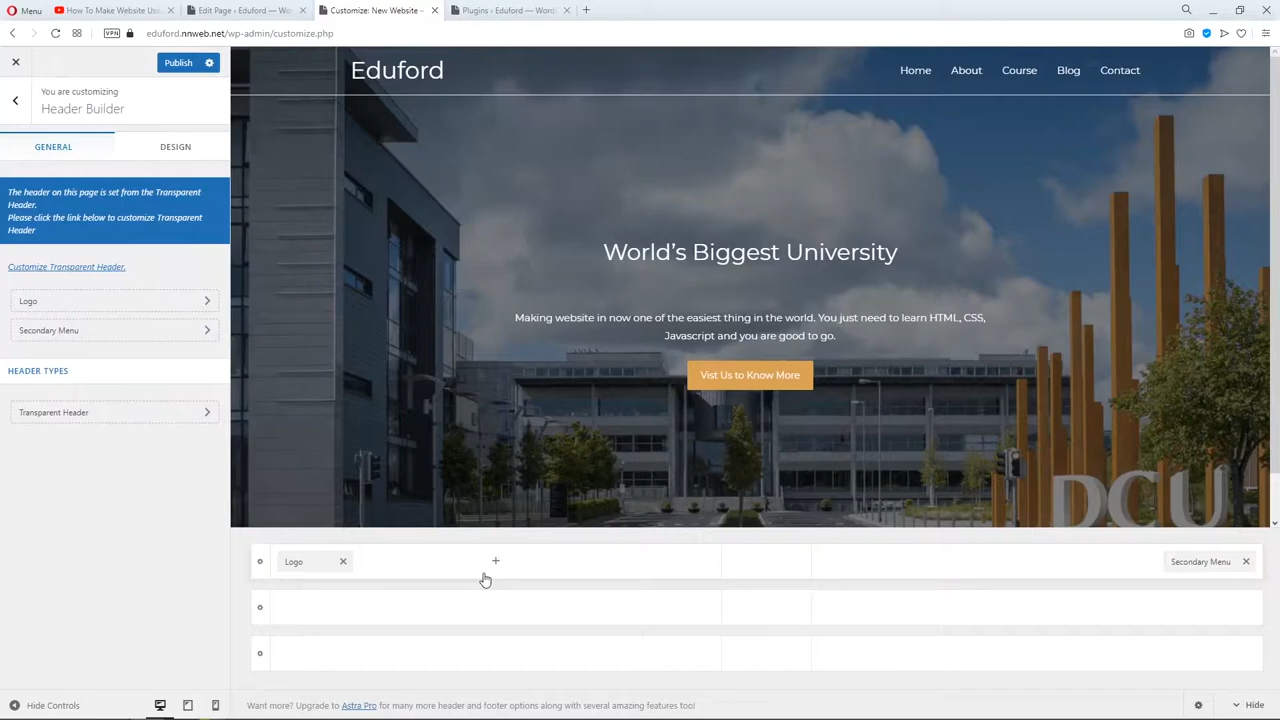 Menu
How To Make Website Use
Edit Page ‹ Eduford — Wo
Customize: New Website –
Plugins ‹ Eduford — Word
VPN
eduford.nnweb.net/wp-admin/customize.php
Publish
You are customizing
Header Builder
GENERAL
DESIGN
The header on this page is set from the Transparent
Header.
Please click the link below to customize Transparent
Header
Customize Transparent Header.
Logo
Secondary Menu
HEADER TYPES
Transparent Header
Eduford
Home
About
Course
Blog
Contact
World's Biggest University
Making website in now one of the easiest thing in the world. You just need to learn HTML, CSS,
Javascript and you are good to go.
Vist Us to Know More
DCU
Logo
Secondary Menu
Hide Controls
Want more? Upgrade to Astra Pro for many more header and footer options along with several amazing features too!
Hide